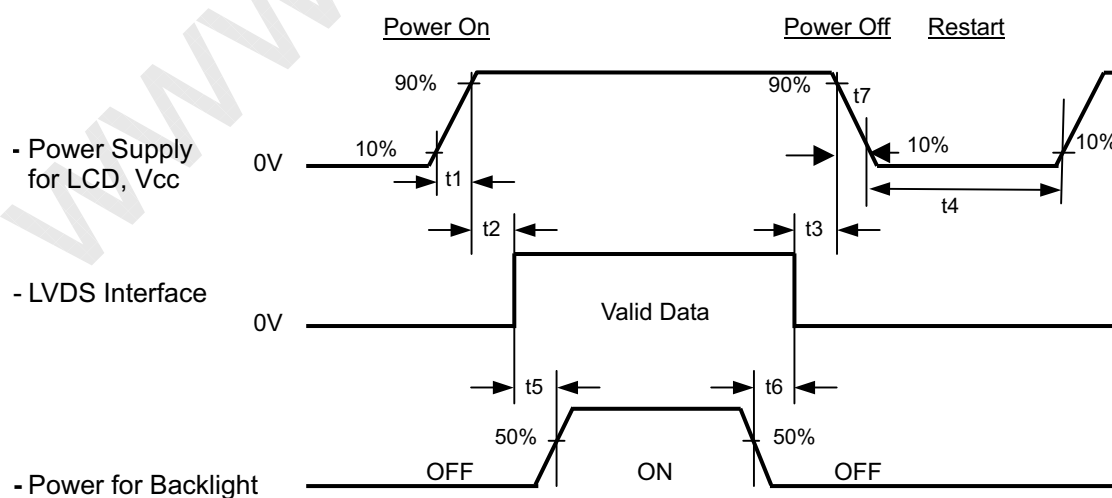 Power On
Power Off
Restart
90%
90%
t7
- Power Supply
for LCD, Vcc
0V
10%
10%
10%
t1
t4
t2
t3
- LVDS Interface
Valid Data
0V
t5
t6
50%
50%
OFF
ON
OFF
- Power for Backlight